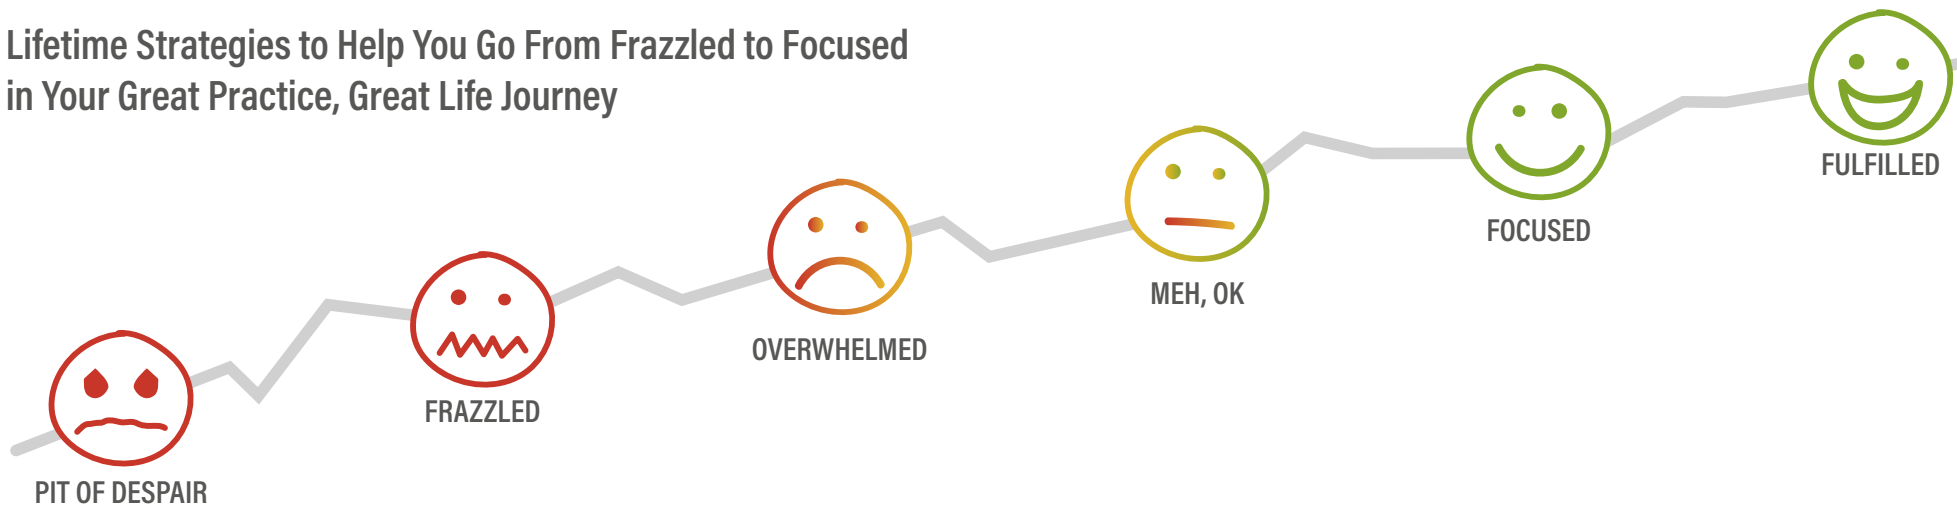 Lifetime Strategies to Help You Go From Frazzled to Focused
in Your Great Practice, Great Life Journey
PIT OF DESPAIR
FRAZZLED
OVERWHELMED
MEH, OK
FOCUSED
FULFILLED